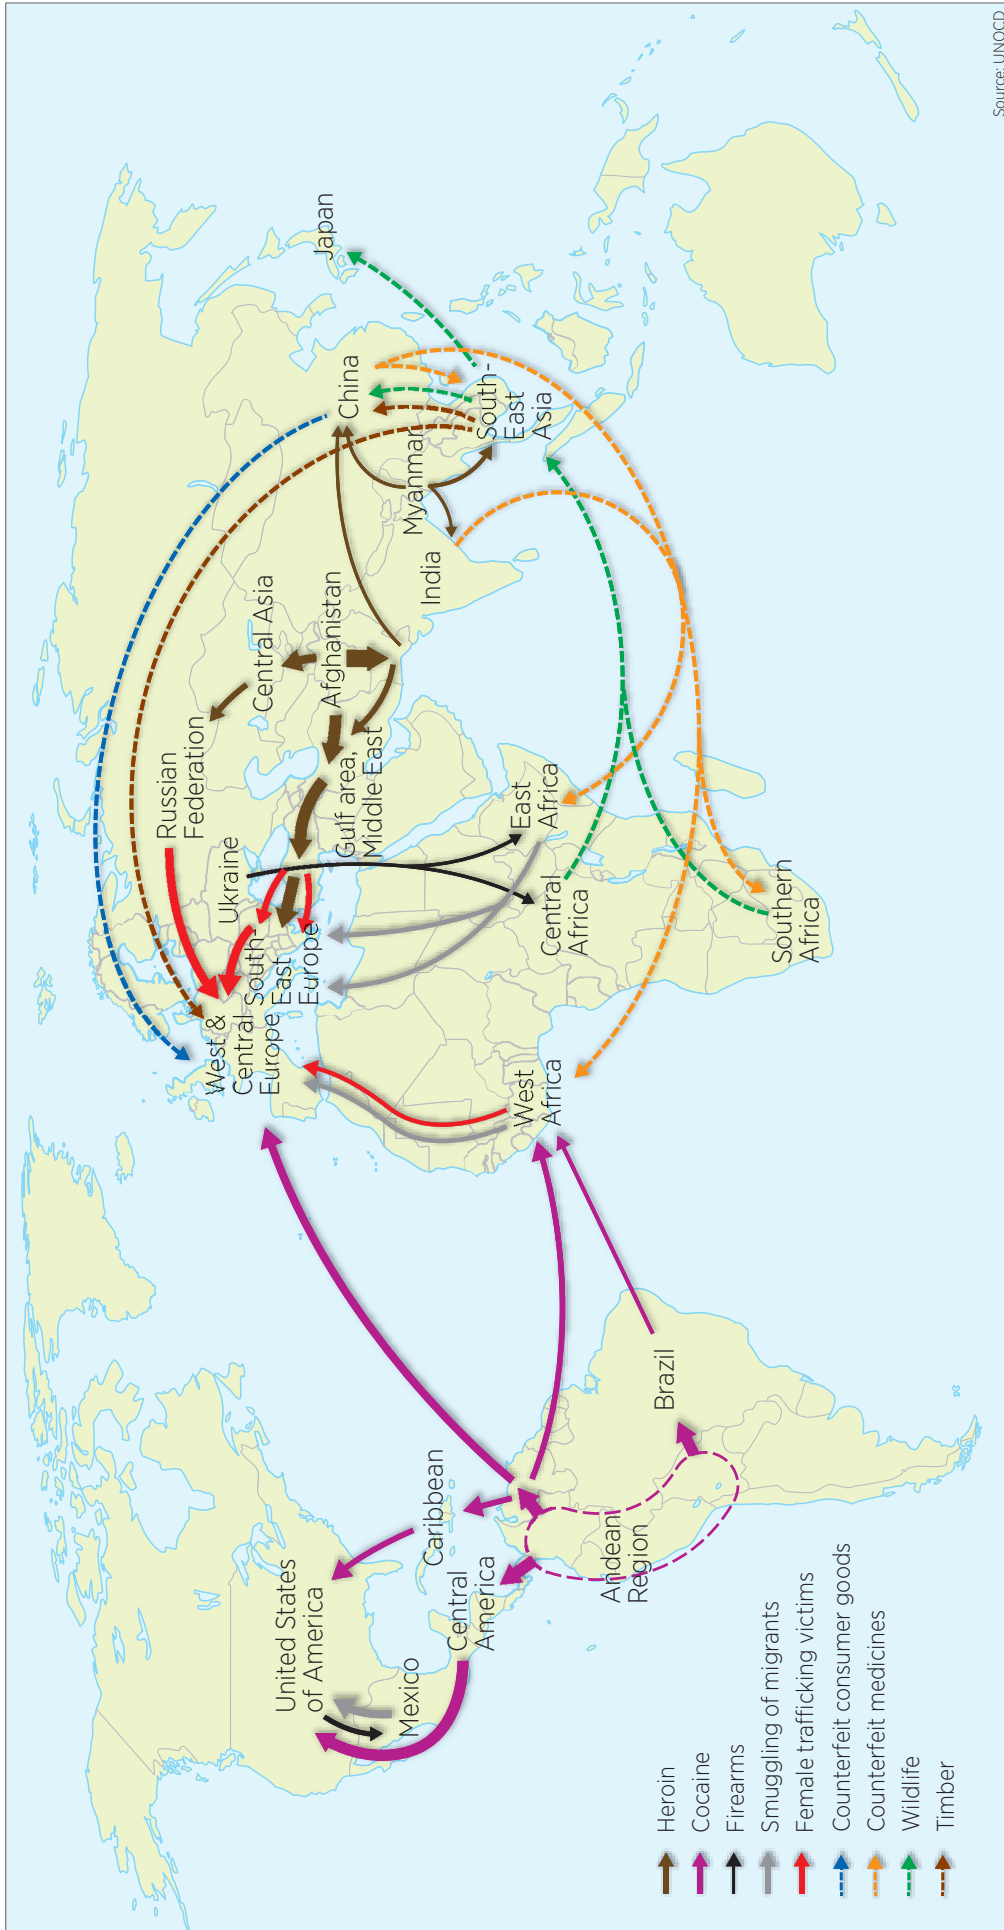 Japan
China
South-
East
Asia
Myanmar
India
Central Asia
Afghanistan
Russian
Federation
Gulf area,
Middle East
Ukraine
South-
East
Europe
West &
Central
Europe
East
Africa
Central
Africa
Southern
Africa
West
Africa
United States
of America
Mexico
Caribbean
Central
America
Andean
Region
Brazil
Heroin
Cocaine
Firearms
Smuggling of migrants
Female trafficking victims
Counterfeit consumer goods
Counterfeit medicines
Wildlife
Timber
Source: UNOCD